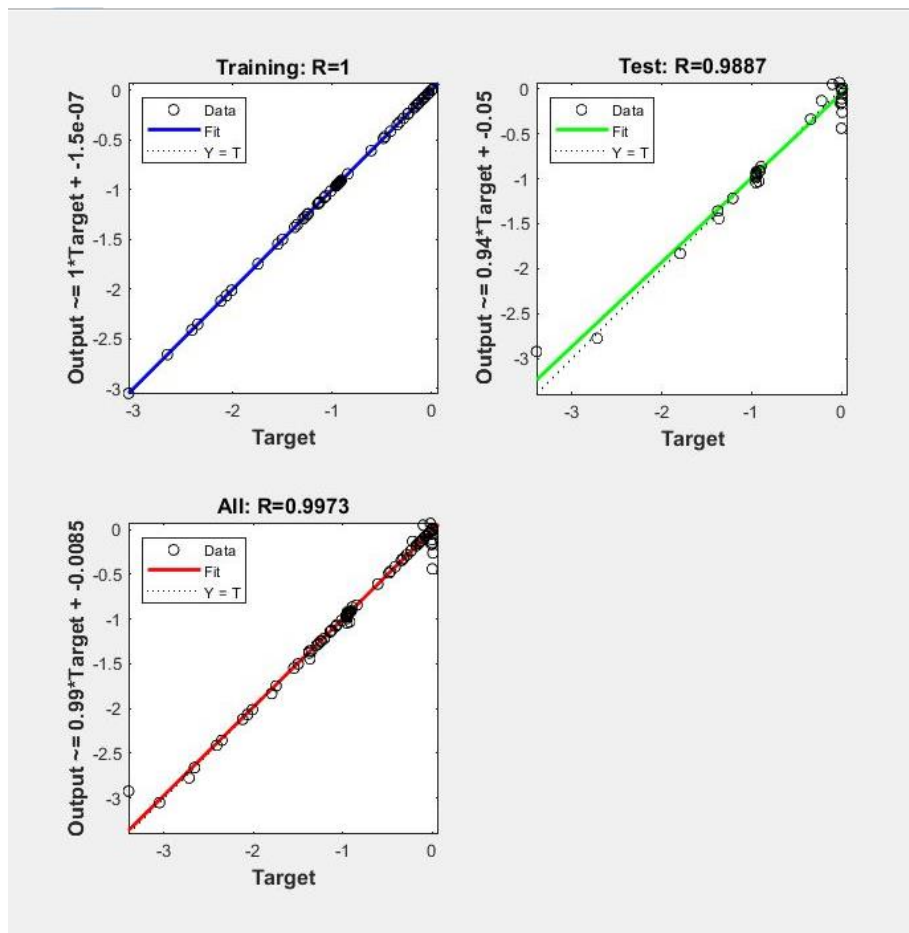 Training: R=1
Output ~= 1*Target + -1.5e-07
0
-0.5
-1
-1.5
-2
-2.5
-3
Data
Fit
Y = T
-3 -2 -1 0
Target
Test: R=0.9887
Output ~= 0.94*Target + -0.05
0
-0.5
-1
-1.5
-2
-2.5
-3
Data
Fit
Y = T
-3 -2 -1 0
Target
All: R=0.9973
Output ~= 0.99*Target + -0.0085
0
-0.5
-1
-1.5
-2
-2.5
-3
Data
Fit
Y = T
-3 -2 -1 0
Target